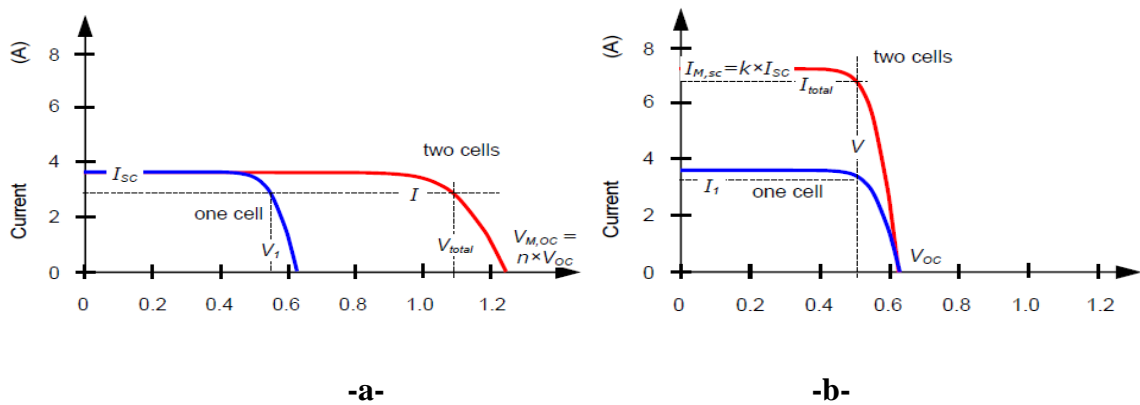 (A)
8
6
4
2
0
Current
I_SC
one cell
two cells
I
V_1
V_total
V_M,OC =
n×V_OC
0 0.2 0.4 0.6 0.8 1.0 1.2
-a-
(A)
8
6
4
2
0
Current
two cells
I_M,sc=k×I_SC
I_total
V
I_1
one cell
V_OC
0 0.2 0.4 0.6 0.8 1.0 1.2
-b-